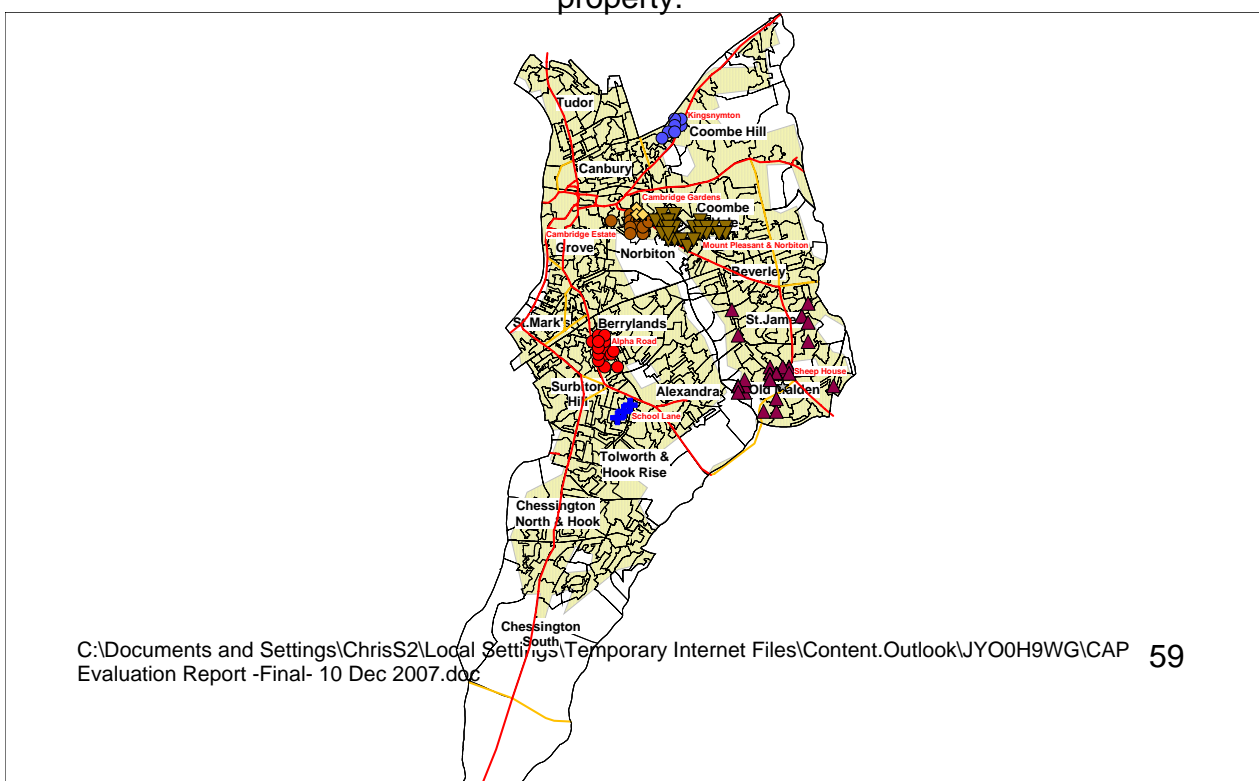 property.
Tudor
Kingsnymton
Coombe Hill
Canbury
Cambridge Gardens
Coombe
Cambridge Estate
Grove
Norbiton
Mount Pleasant & Norbiton
Beverley
St.Mark's
Berrylands
St.Jame
Alpha Road
Sheep House
Surbiton
Hill
Alexandra
Old
School Lane
Tolworth &
Hook Rise
Chessington
North & Hook
Chessington
South
C:\Documents and Settings\ChrisS2\Local Settings\Temporary Internet Files\Content.Outlook\JYO0H9WG\CAP
Evaluation Report -Final- 10 Dec 2007.doc
59